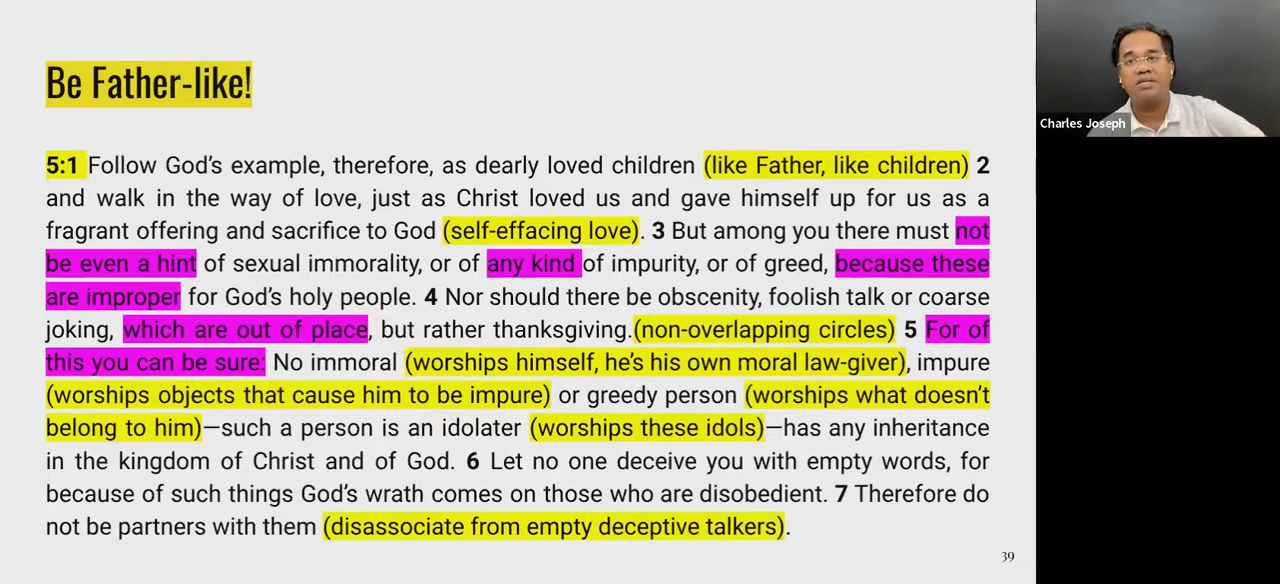 Be Father-like!
5:1 Follow God's example, therefore, as dearly loved children (like Father, like children) 2
and walk in the way of love, just as Christ loved us and gave himself up for us as a
fragrant offering and sacrifice to God (self-effacing love). 3 But among you there must not
be even a hint of sexual immorality, or of any kind of impurity, or of greed, because these
are improper for God's holy people. 4 Nor should there be obscenity, foolish talk or coarse
joking, which are out of place, but rather thanksgiving.(non-overlapping circles) 5 For of
this you can be sure: No immoral (worships himself, he's his own moral law-giver), impure
(worships objects that cause him to be impure) or greedy person (worships what doesn't
belong to him)—such a person is an idolater (worships these idols)—has any inheritance
in the kingdom of Christ and of God. 6 Let no one deceive you with empty words, for
because of such things God's wrath comes on those who are disobedient. 7 Therefore do
not be partners with them (disassociate from empty deceptive talkers).
39
Charles Joseph